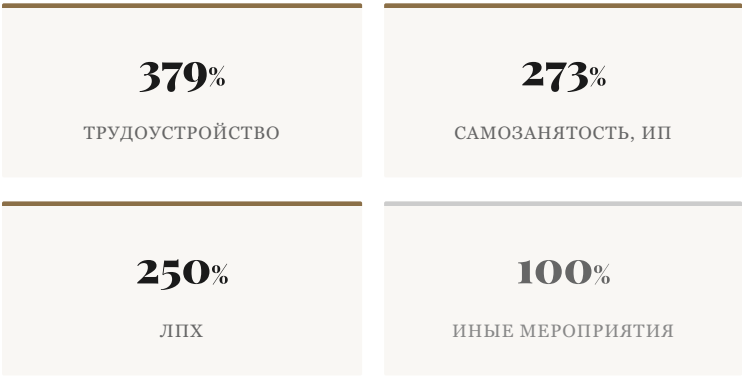 379%
ТРУДОУСТРОЙСТВО
273%
САМОЗАНЯТОСТЬ, ИП
250%
ЛПХ
100%
ИНЫЕ МЕРОПРИЯТИЯ